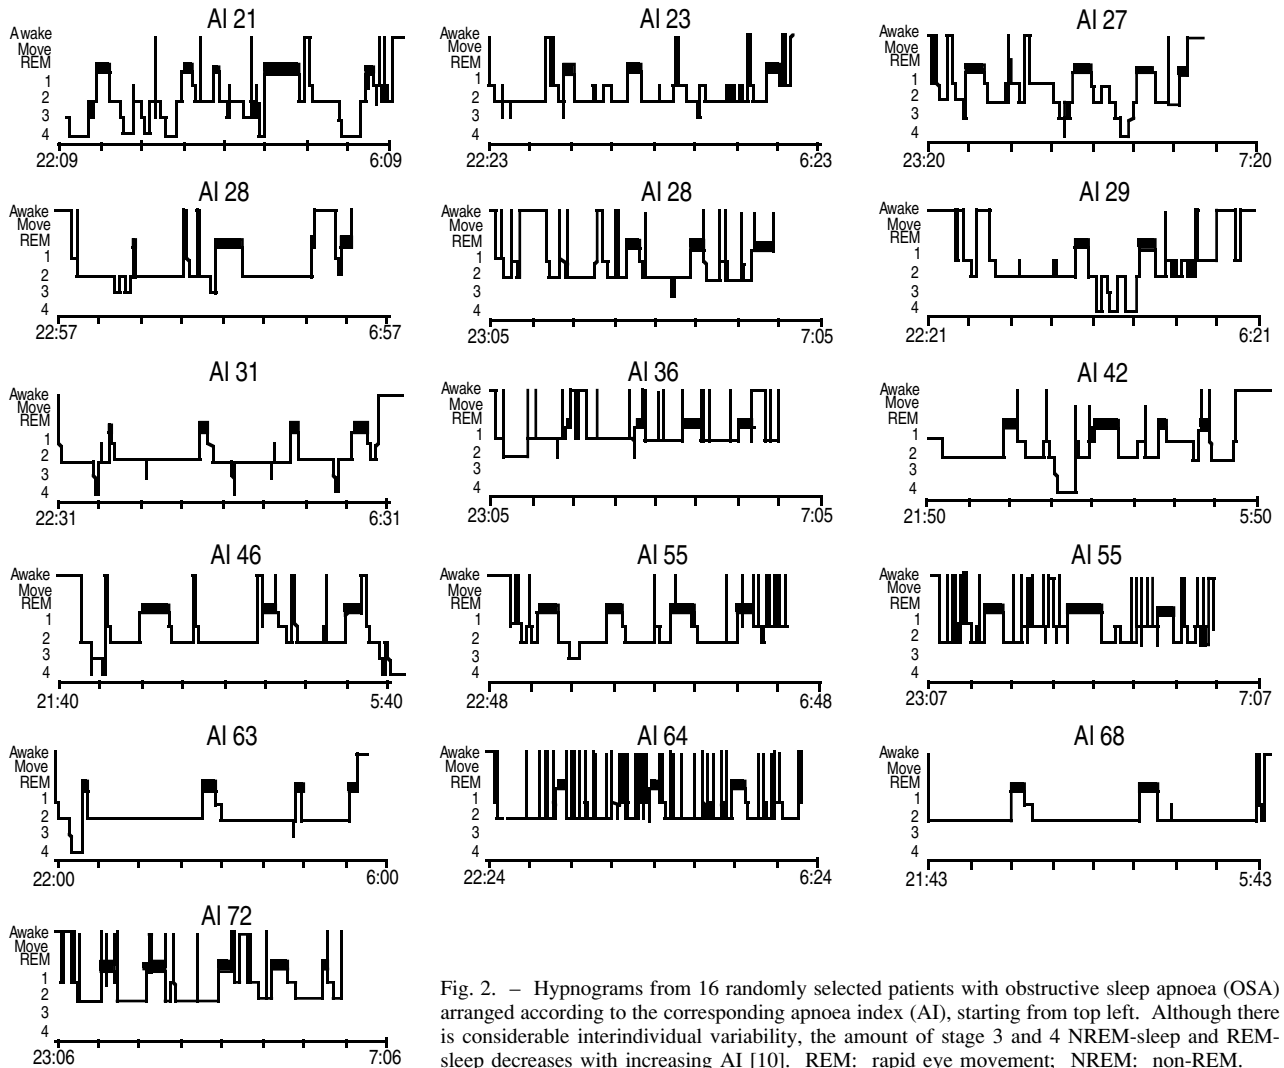 AI 21
Awake
Move
REM
1
2
3
4
22:09 6:09
AI 23
Awake
Move
REM
1
2
3
4
22:23 6:23
AI 27
Awake
Move
REM
1
2
3
4
23:20 7:20
AI 28
Awake
Move
REM
1
2
3
4
22:57 6:57
AI 28
Awake
Move
REM
1
2
3
4
23:05 7:05
AI 29
Awake
Move
REM
1
2
3
4
22:21 6:21
AI 31
Awake
Move
REM
1
2
3
4
22:31 6:31
AI 36
Awake
Move
REM
1
2
3
4
23:05 7:05
AI 42
Awake
Move
REM
1
2
3
4
21:50 5:50
AI 46
Awake
Move
REM
1
2
3
4
21:40 5:40
AI 55
Awake
Move
REM
1
2
3
4
22:48 6:48
AI 55
Awake
Move
REM
1
2
3
4
23:07 7:07
AI 63
Awake
Move
REM
1
2
3
4
22:00 6:00
AI 64
Awake
Move
REM
1
2
3
4
22:24 6:24
AI 68
Awake
Move
REM
1
2
3
4
21:43 5:43
AI 72
Awake
Move
REM
1
2
3
4
23:06 7:06
Fig. 2. – Hypnograms from 16 randomly selected patients with obstructive sleep apnoea (OSA)
arranged according to the corresponding apnoea index (AI), starting from top left. Although there
is considerable interindividual variability, the amount of stage 3 and 4 NREM-sleep and REM-
sleep decreases with increasing AI [10]. REM: rapid eye movement; NREM: non-REM.